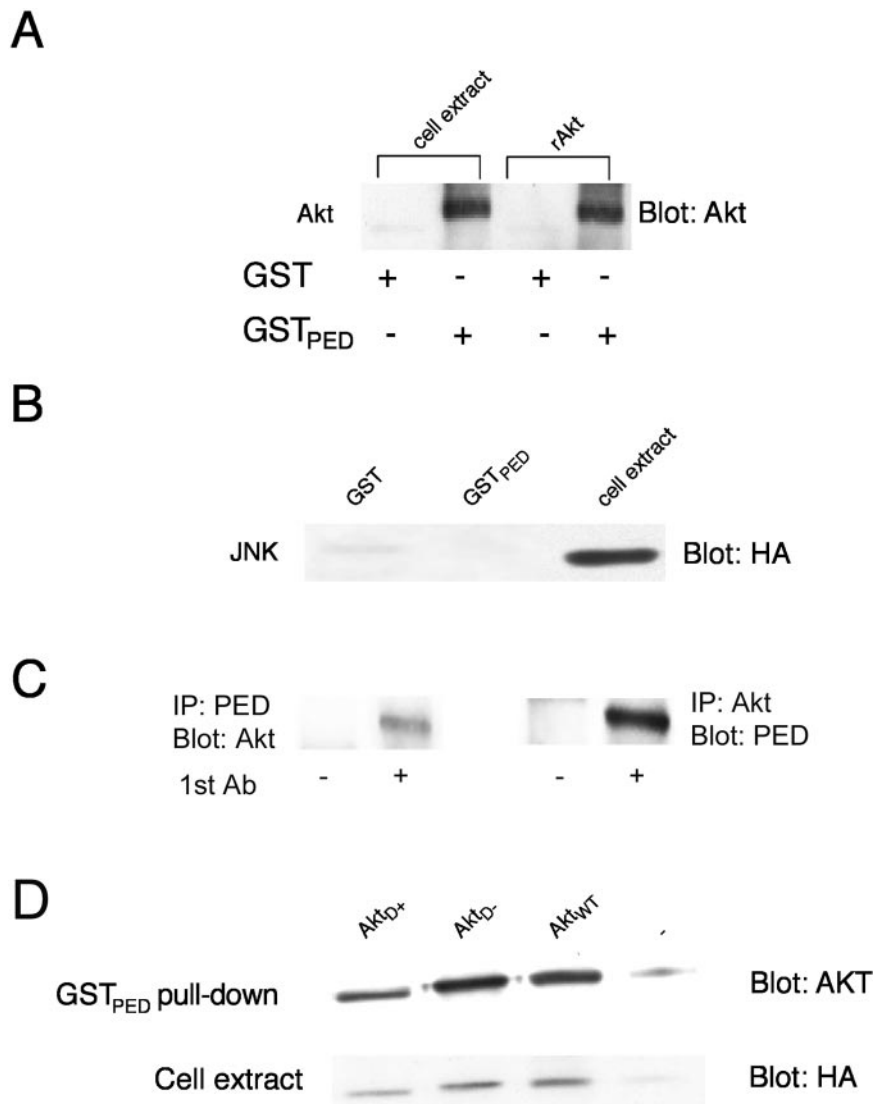 A
cell extract rAkt
Akt Blot: Akt
GST + - + -
GSTPED - + - +
B
GST GSTPED cell extract
JNK Blot: HA
C
IP: PED
Blot: Akt
IP: Akt
Blot: PED
1st Ab - + - +
D
AktD+ AktD- AktWT -
GSTPED pull-down Blot: AKT
Cell extract Blot: HA